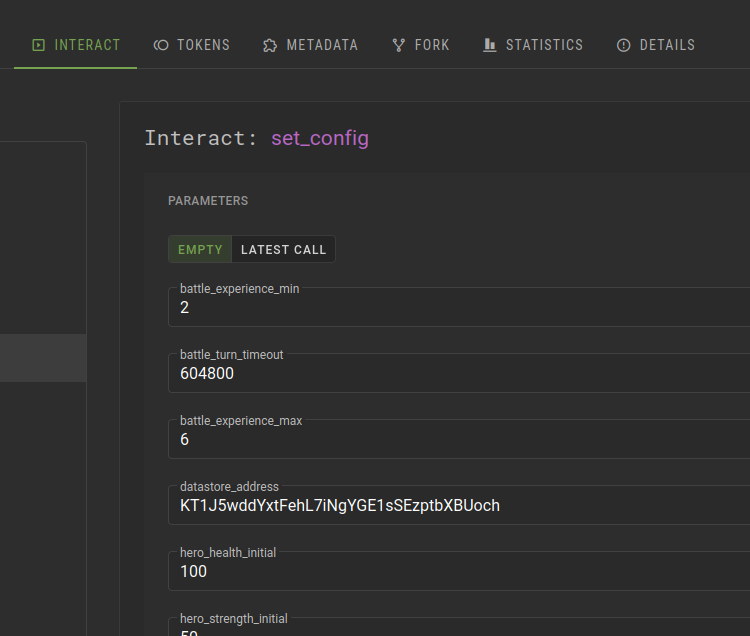 INTERACT TOKENS METADATA FORK STATISTICS DETAILS
Interact: set_config
PARAMETERS
EMPTY LATEST CALL
battle_experience_min
2
battle_turn_timeout
604800
battle_experience_max
6
datastore_address
KT1J5wddYxtFehL7iNgYGE1sSEzptbXBUoch
hero_health_initial
100
hero_strength_initial
50